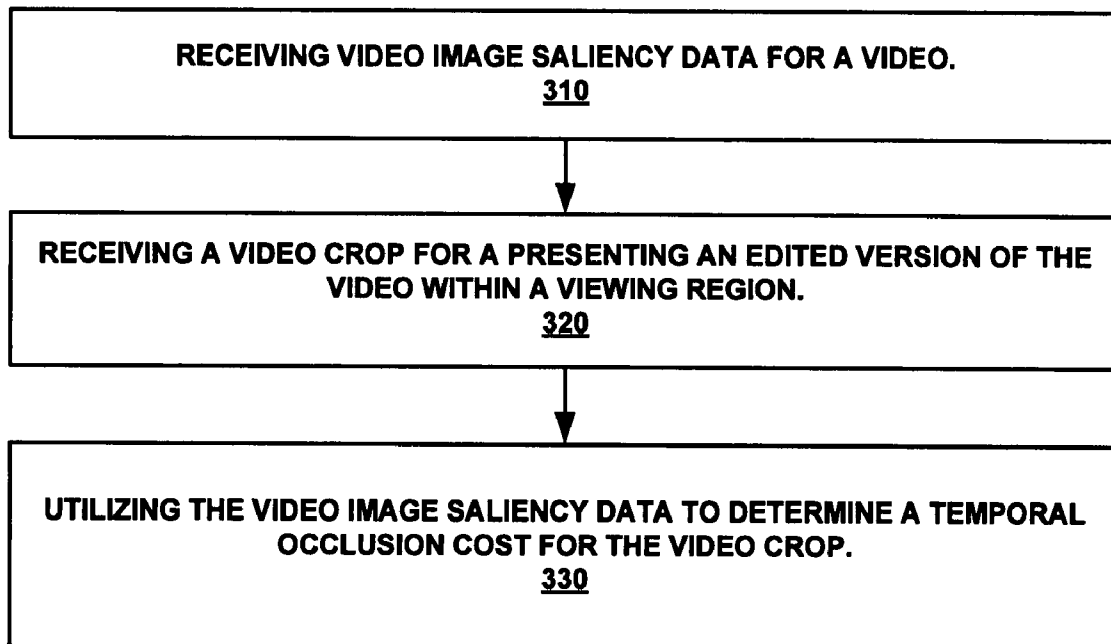 RECEIVING VIDEO IMAGE SALIENCY DATA FOR A VIDEO.
310
RECEIVING A VIDEO CROP FOR A PRESENTING AN EDITED VERSION OF THE
VIDEO WITHIN A VIEWING REGION.
320
UTILIZING THE VIDEO IMAGE SALIENCY DATA TO DETERMINE A TEMPORAL
OCCLUSION COST FOR THE VIDEO CROP.
330